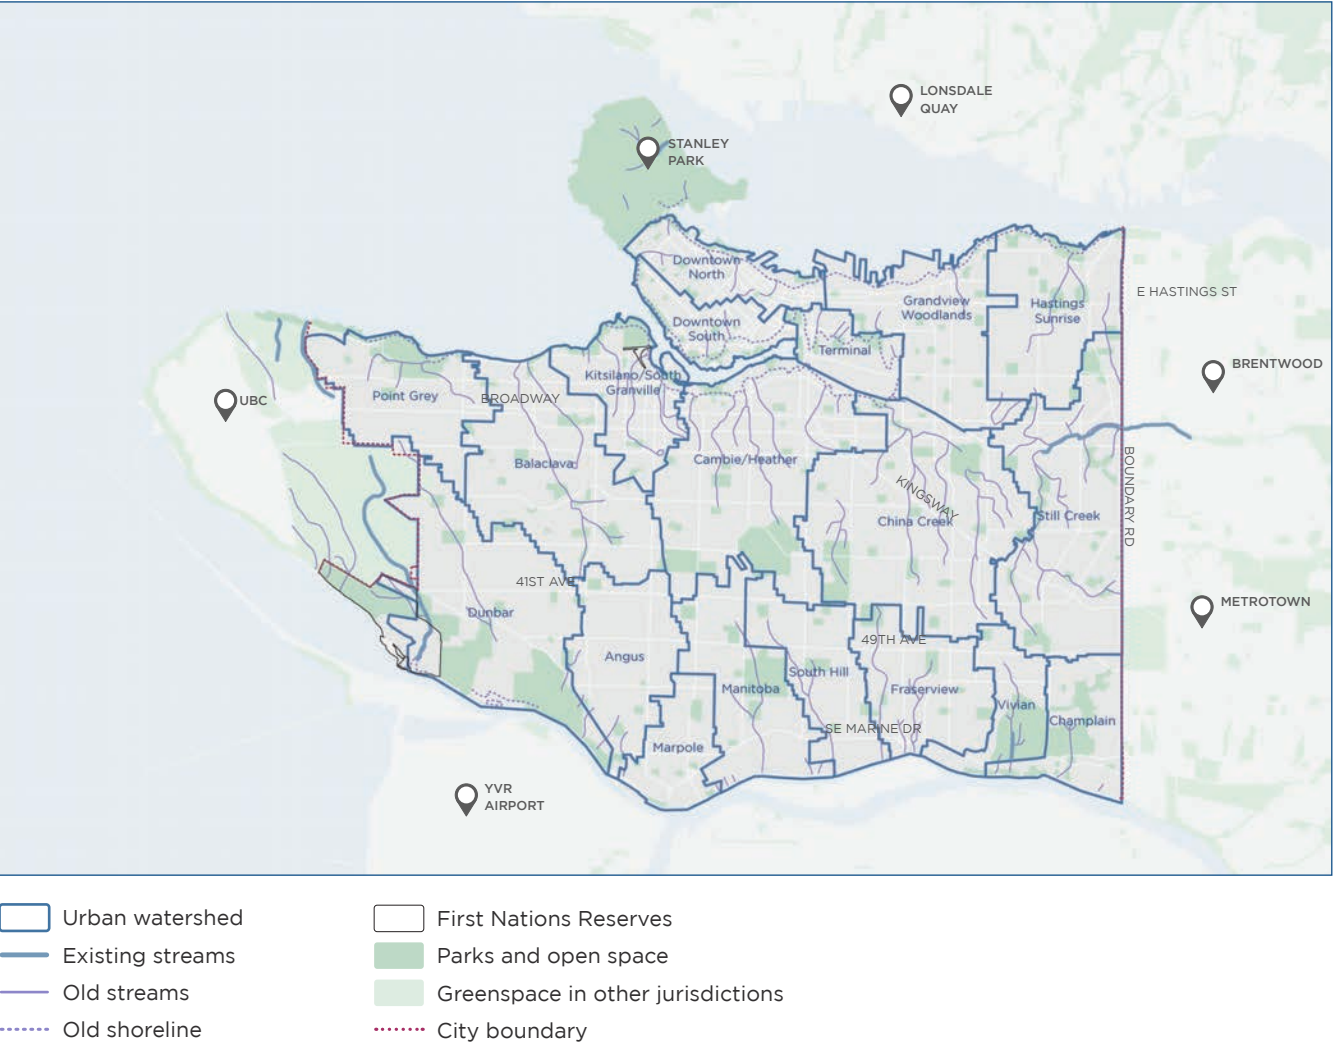 LONSDALE
QUAY
STANLEY
PARK
Downtown
North
E HASTINGS ST
Grandview
Woodlands
Hastings
Sunrise
Downtown
South
Terminal
BRENTWOOD
Kitsilano/South
Granville
UBC
Point Grey
BROADWAY
Balaclava
Cambie/Heather
BOUNDARY RD
KINGSWAY
China Creek
Still Creek
41ST AVE
METROTOWN
Dunbar
49TH AVE
Angus
South Hill
Manitoba
Fraserview
Vivian
Champlain
SE MARINE DR
Marpole
YVR
AIRPORT
Urban watershed
Existing streams
Old streams
Old shoreline
First Nations Reserves
Parks and open space
Greenspace in other jurisdictions
City boundary